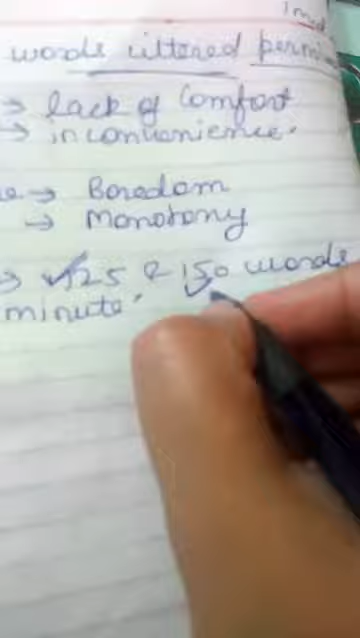 words uttered per
→ lack of Comfort
→ inconvenience.
→ Boredom
→ Monotony
→ 125 & 150 words
minute.